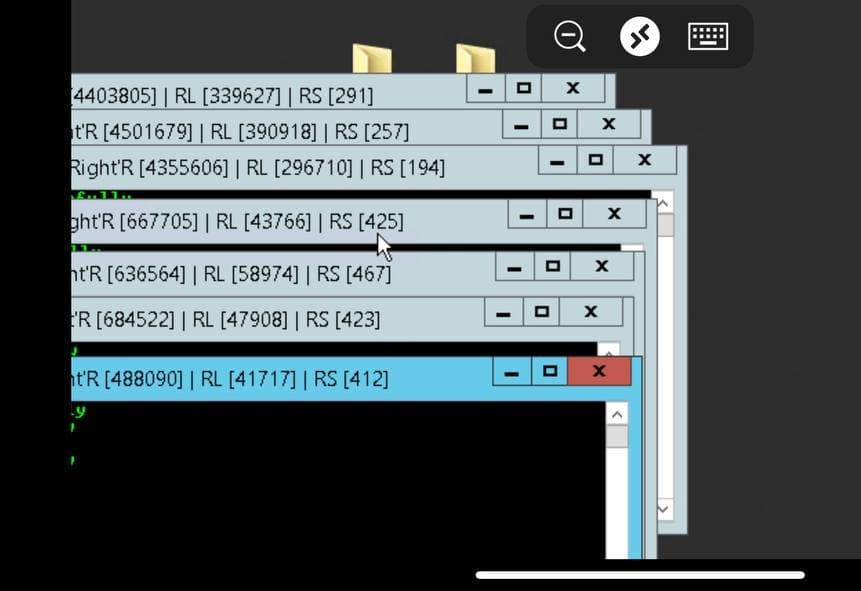 [4403805] | RL [339627] | RS [291]
t'R [4501679] | RL [390918] | RS [257]
Right'R [4355606] | RL [296710] | RS [194]
ght'R [667705] | RL [43766] | RS [425]
t'R [636564] | RL [58974] | RS [467]
'R [684522] | RL [47908] | RS [423]
ht'R [488090] | RL [41717] | RS [412]
ly